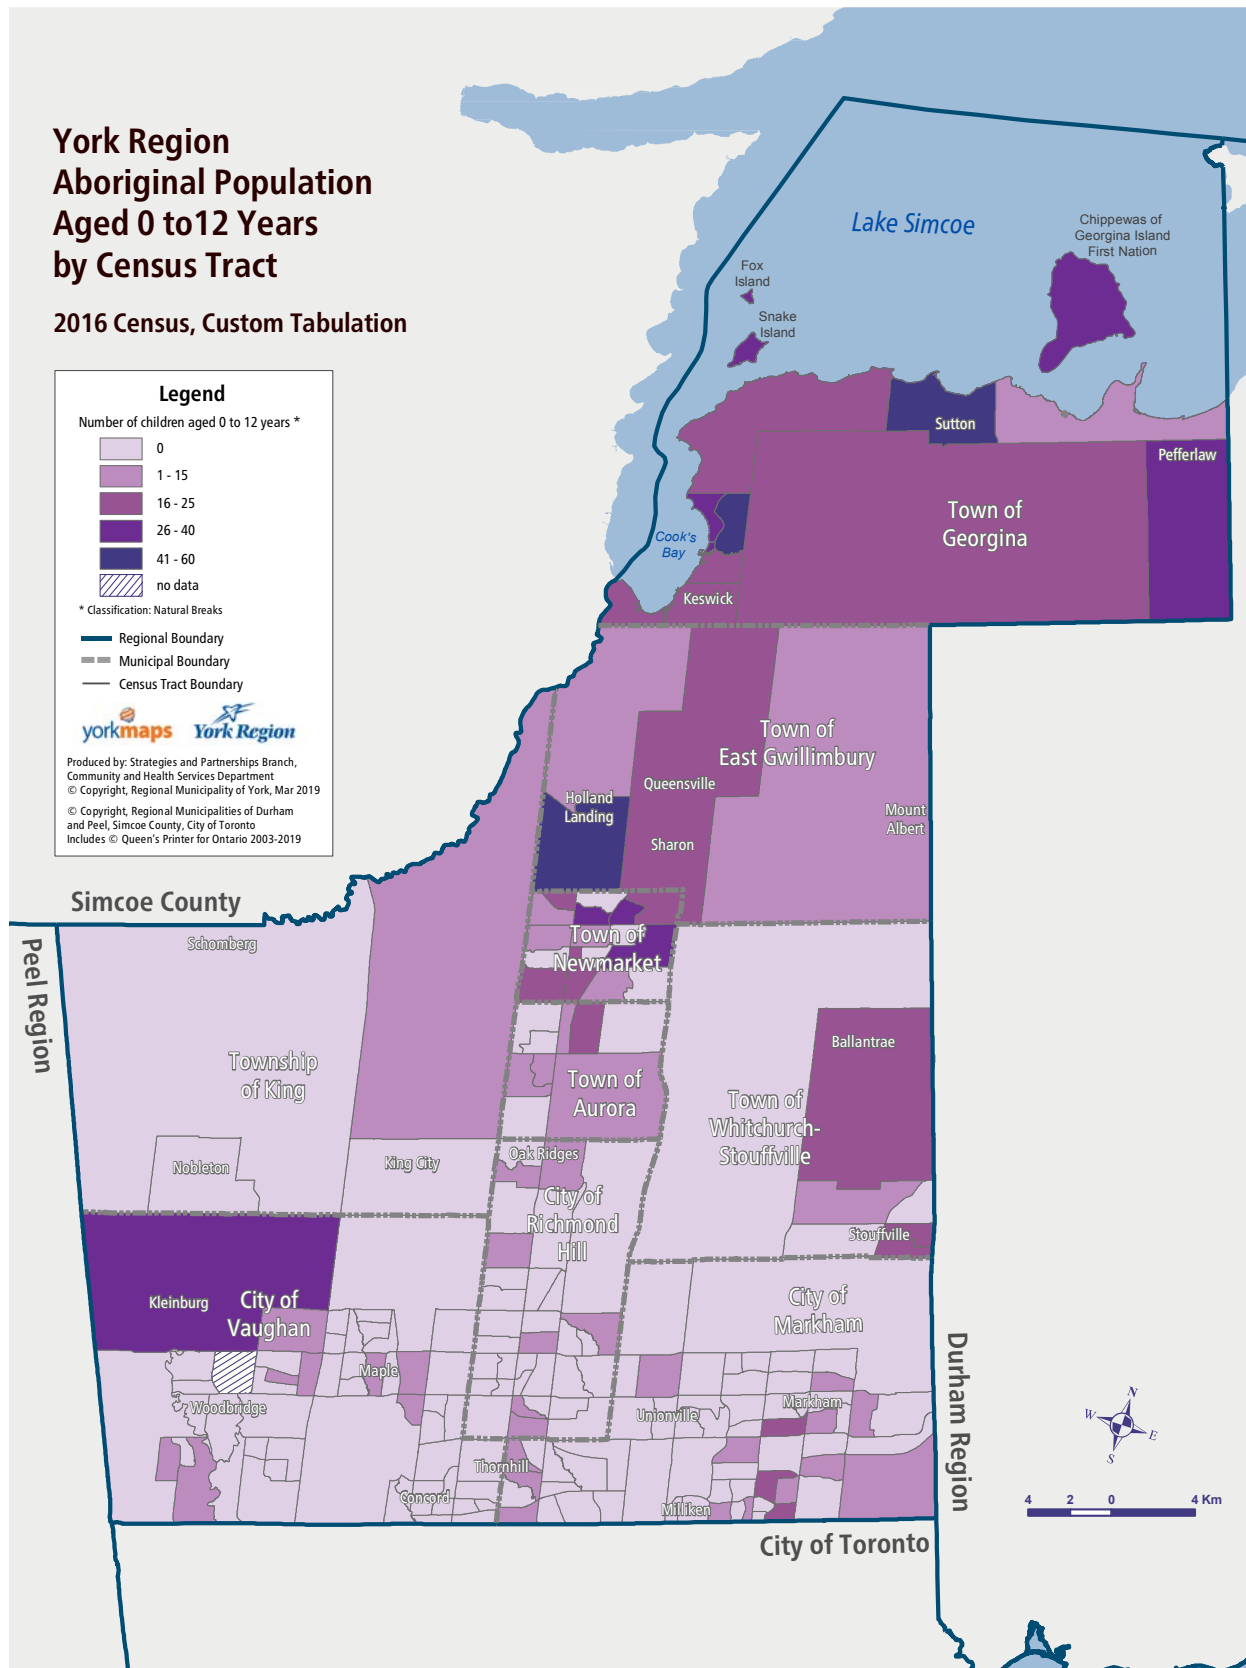 York Region
Aboriginal Population
Aged 0 to12 Years
by Census Tract
2016 Census, Custom Tabulation
Legend
Number of children aged 0 to 12 years *
0
1 - 15
16 - 25
26 - 40
41 - 60
no data
* Classification: Natural Breaks
Regional Boundary
Municipal Boundary
Census Tract Boundary
yorkmaps
York Region
Produced by: Strategies and Partnerships Branch,
Community and Health Services Department
© Copyright, Regional Municipality of York, Mar 2019
© Copyright, Regional Municipalities of Durham
and Peel, Simcoe County, City of Toronto
Includes © Queen's Printer for Ontario 2003-2019
Lake Simcoe
Chippewas of
Georgina Island
First Nation
Fox
Island
Snake
Island
Sutton
Pefferlaw
Town of
Georgina
Cook's
Bay
Keswick
Town of
East Gwillimbury
Queensville
Holland
Landing
Mount
Albert
Sharon
Simcoe County
Peel Region
Schomberg
Town of
Newmarket
Ballantrae
Township
of King
Town of
Aurora
Town of
Whitchurch-
Stouffville
Nobleton
King City
Oak Ridges
City of
Richmond
Hill
Stouffville
Kleinburg
City of
Vaughan
City of
Markham
Maple
Woodbridge
Unionville
Markham
Thornhill
Concord
Milliken
Durham Region
City of Toronto
N
W
E
S
4 2 0 4 Km